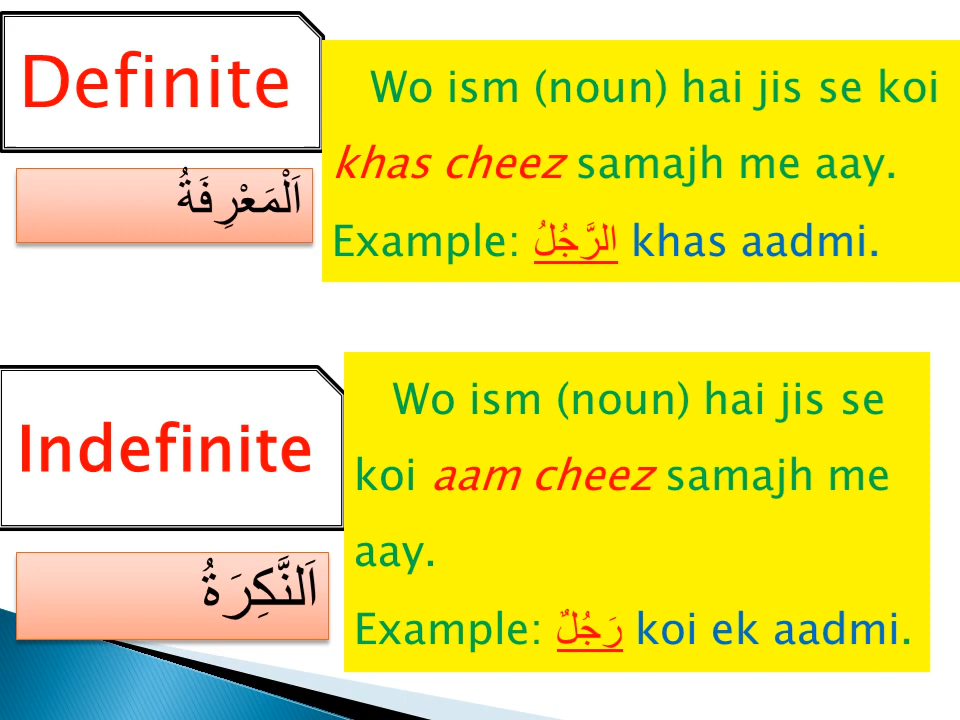 Definite
اَلْمَعْرِفَةُ
Wo ism (noun) hai jis se koi
khas cheez samajh me aay.
Example: الرَّجُلُ khas aadmi.
Indefinite
اَلنَّكِرَةُ
Wo ism (noun) hai jis se
koi aam cheez samajh me
aay.
Example: رَجُلٌ koi ek aadmi.